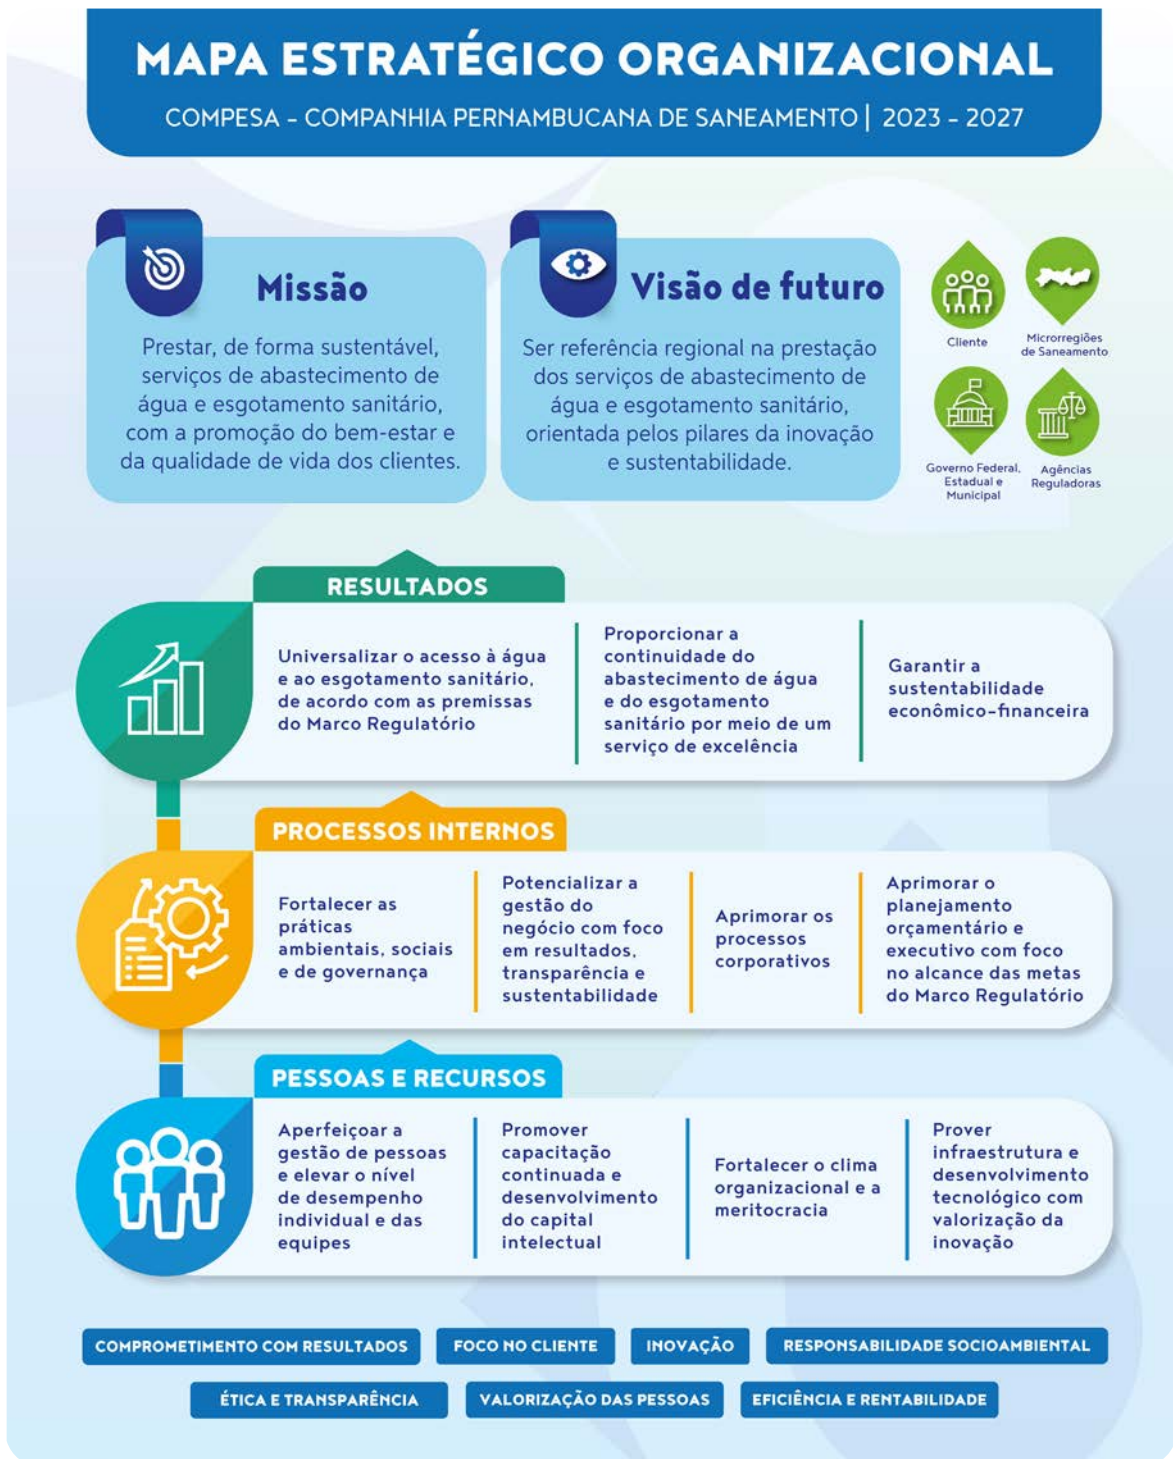 MAPA ESTRATÉGICO ORGANIZACIONAL
COMPESA - COMPANHIA PERNAMBUCANA DE SANEAMENTO | 2023 - 2027
Missão
Prestar, de forma sustentável,
serviços de abastecimento de
água e esgotamento sanitário,
com a promoção do bem-estar e
da qualidade de vida dos clientes.
Visão de futuro
Ser referência regional na prestação
dos serviços de abastecimento de
água e esgotamento sanitário,
orientada pelos pilares da inovação
e sustentabilidade.
Cliente
Microrregiões
de Saneamento
Governo Federal,
Estadual e
Municipal
Agências
Reguladoras
RESULTADOS
Universalizar o acesso à água
e ao esgotamento sanitário,
de acordo com as premissas
do Marco Regulatório
Proporcionar a
continuidade do
abastecimento de água
e do esgotamento
sanitário por meio de um
serviço de excelência
Garantir a
sustentabilidade
econômico-financeira
PROCESSOS INTERNOS
Fortalecer as
práticas
ambientais, sociais
e de governança
Potencializar a
gestão do
negócio com foco
em resultados,
transparência e
sustentabilidade
Aprimorar os
processos
corporativos
Aprimorar o
planejamento
orçamentário e
executivo com foco
no alcance das metas
do Marco Regulatório
PESSOAS E RECURSOS
Aperfeiçoar a
gestão de pessoas
e elevar o nível
de desempenho
individual e das
equipes
Promover
capacitação
continuada e
desenvolvimento
do capital
intelectual
Fortalecer o clima
organizacional e a
meritocracia
Prover
infraestrutura e
desenvolvimento
tecnológico com
valorização da
inovação
COMPROMETIMENTO COM RESULTADOS
FOCO NO CLIENTE
INOVAÇÃO
RESPONSABILIDADE SOCIOAMBIENTAL
ÉTICA E TRANSPARÊNCIA
VALORIZAÇÃO DAS PESSOAS
EFICIÊNCIA E RENTABILIDADE